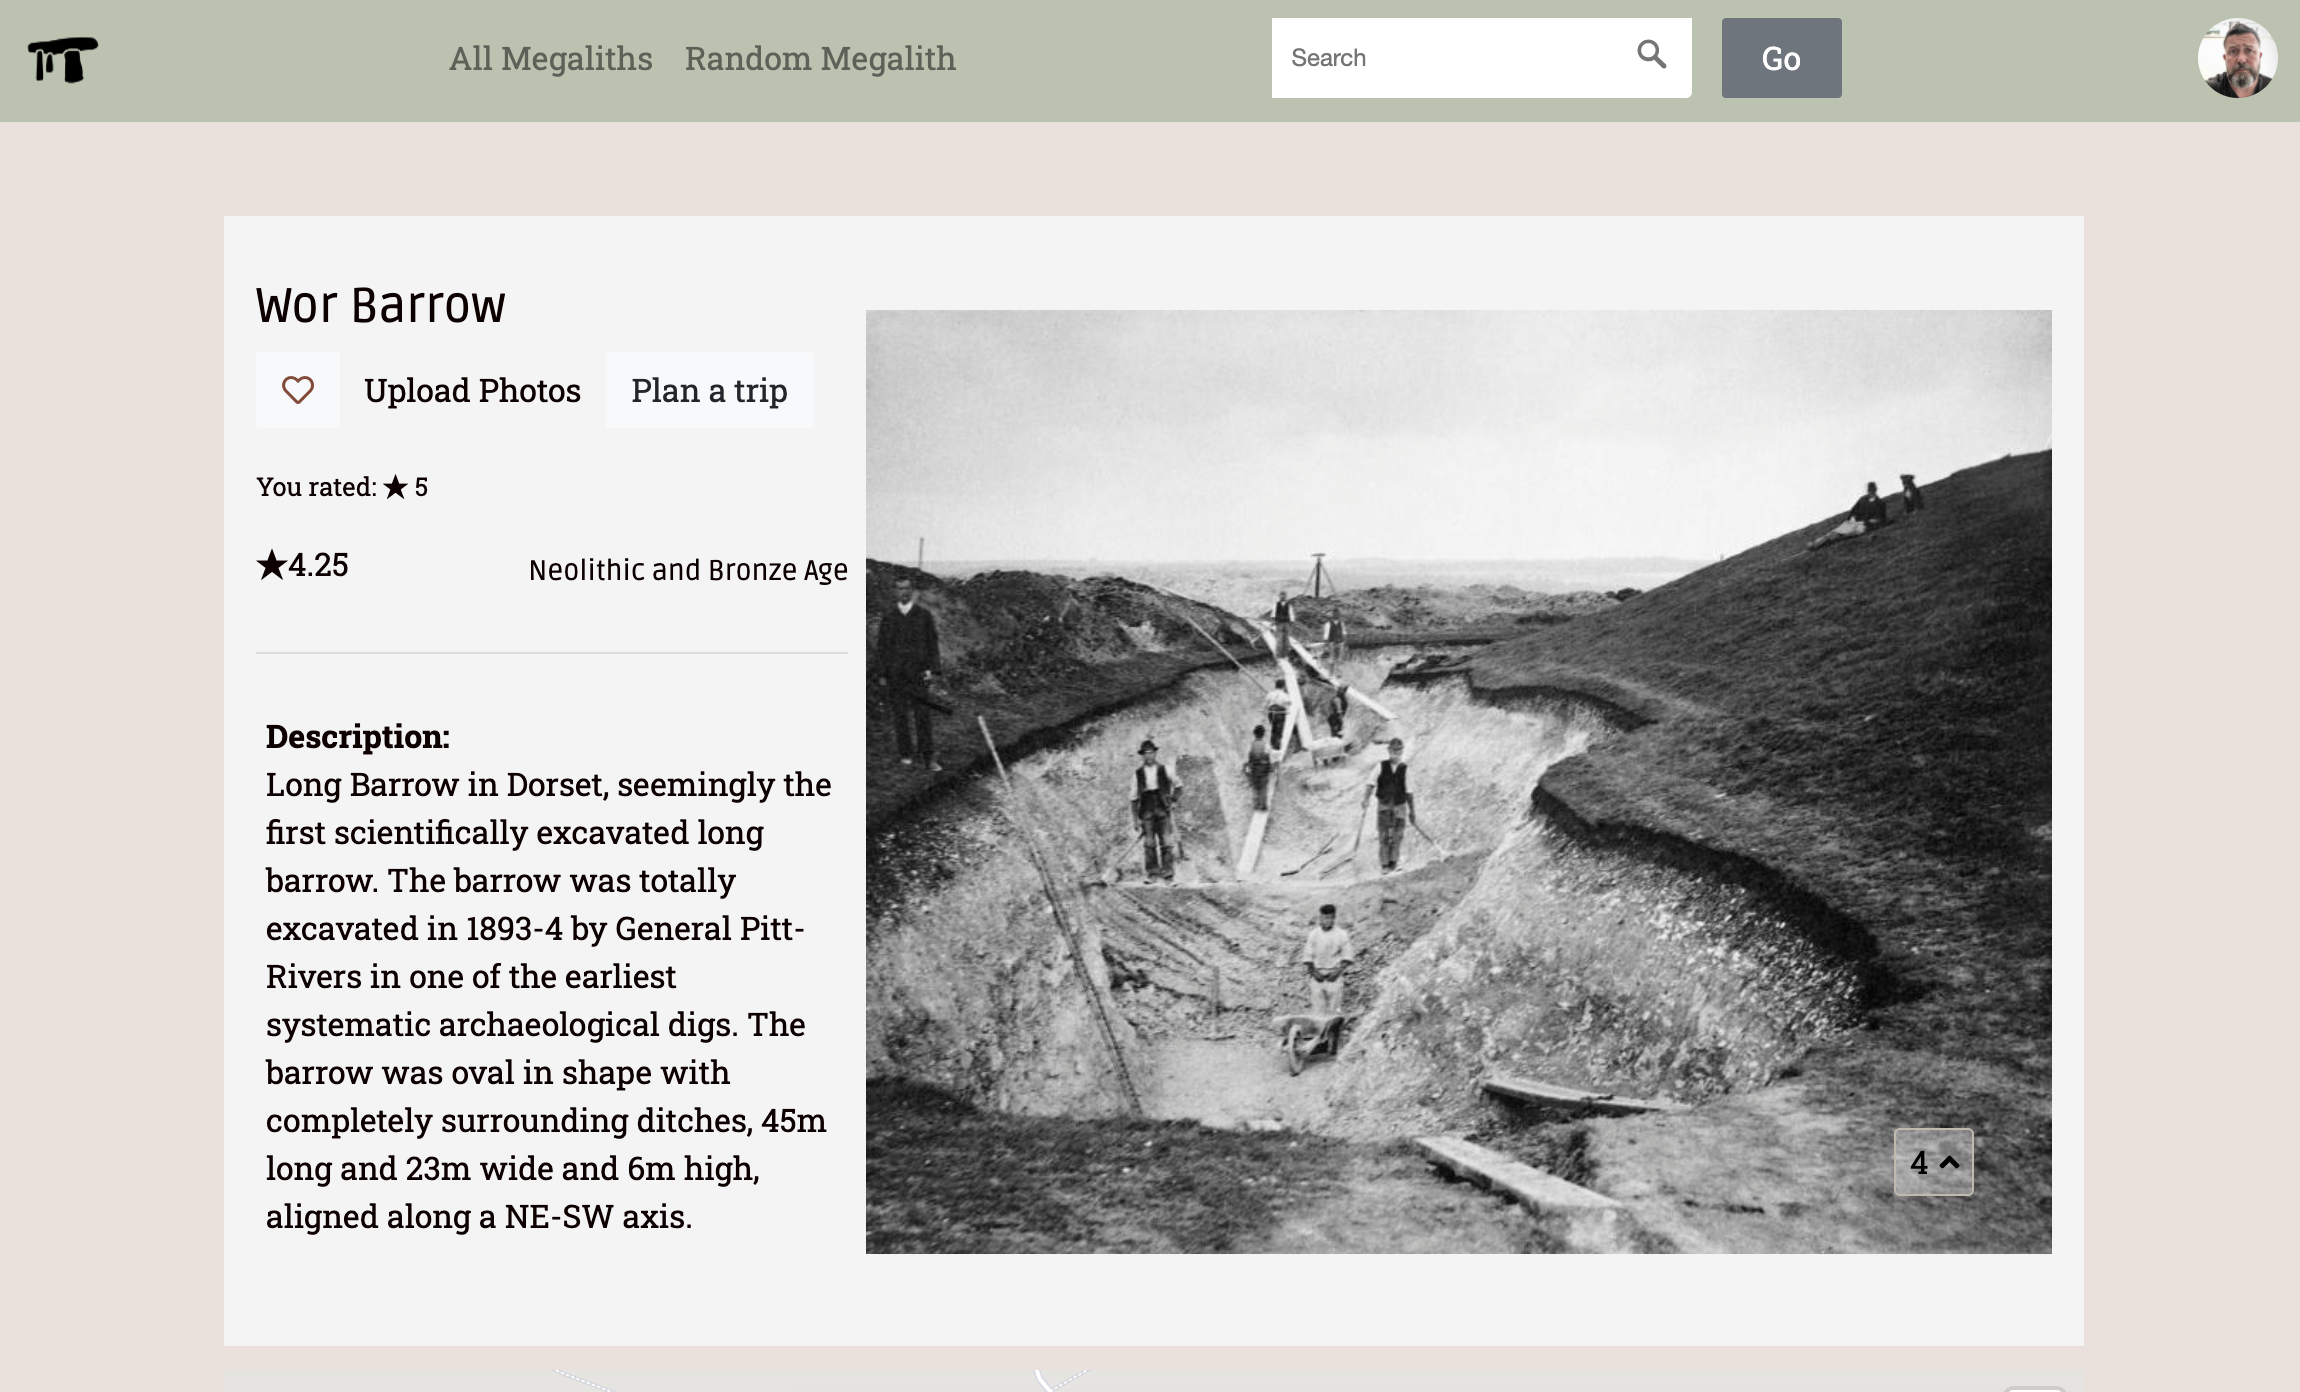 All Megaliths Random Megalith Search Go
Wor Barrow
Upload Photos Plan a trip
You rated: ★ 5
★4.25 Neolithic and Bronze Age
Description:
Long Barrow in Dorset, seemingly the
first scientifically excavated long
barrow. The barrow was totally
excavated in 1893-4 by General Pitt-
Rivers in one of the earliest
systematic archaeological digs. The
barrow was oval in shape with
completely surrounding ditches, 45m
long and 23m wide and 6m high,
aligned along a NE-SW axis.
4